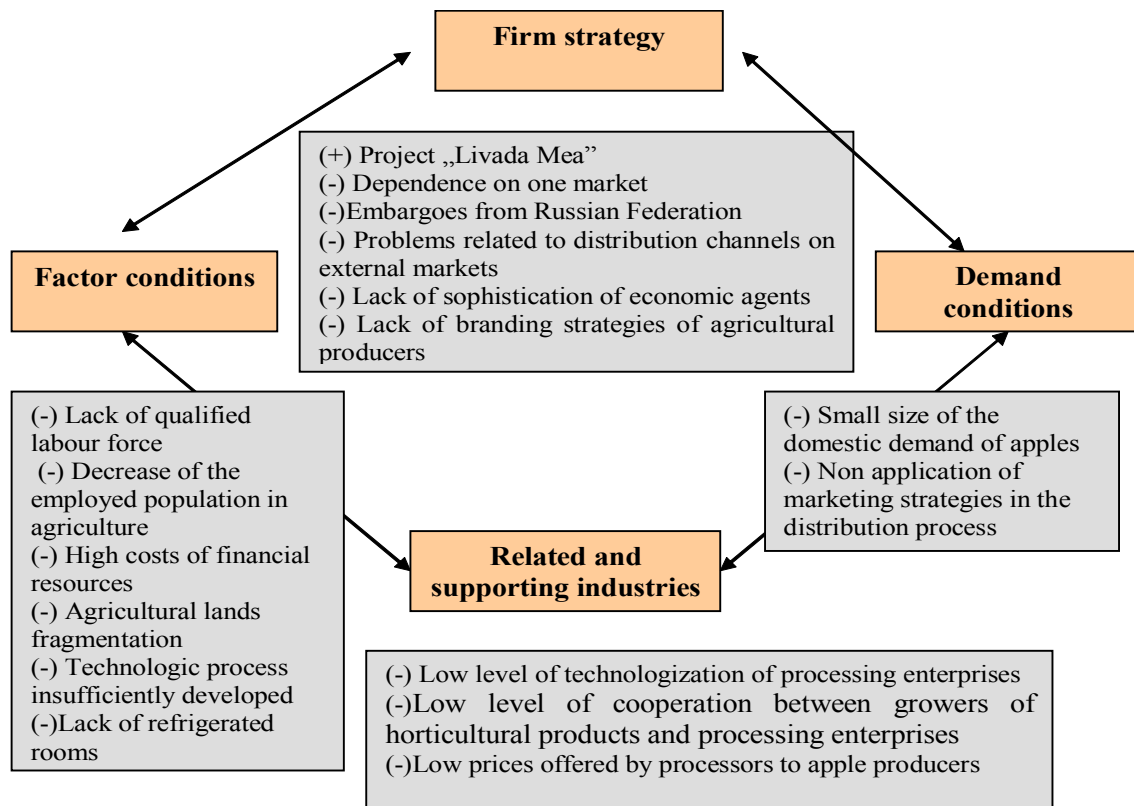 Firm strategy
(+) Project „Livada Mea”
(-) Dependence on one market
(-)Embargoes from Russian Federation
(-) Problems related to distribution channels on
external markets
(-) Lack of sophistication of economic agents
(-) Lack of branding strategies of agricultural
producers
Factor conditions
Demand
conditions
(-) Lack of qualified
labour force
(-) Decrease of the
employed population in
agriculture
(-) High costs of financial
resources
(-) Agricultural lands
fragmentation
(-) Technologic process
insufficiently developed
(-)Lack of refrigerated
rooms
(-) Small size of the
domestic demand of apples
(-) Non application of
marketing strategies in the
distribution process
Related and
supporting industries
(-) Low level of technologization of processing enterprises
(-)Low level of cooperation between growers of
horticultural products and processing enterprises
(-)Low prices offered by processors to apple producers